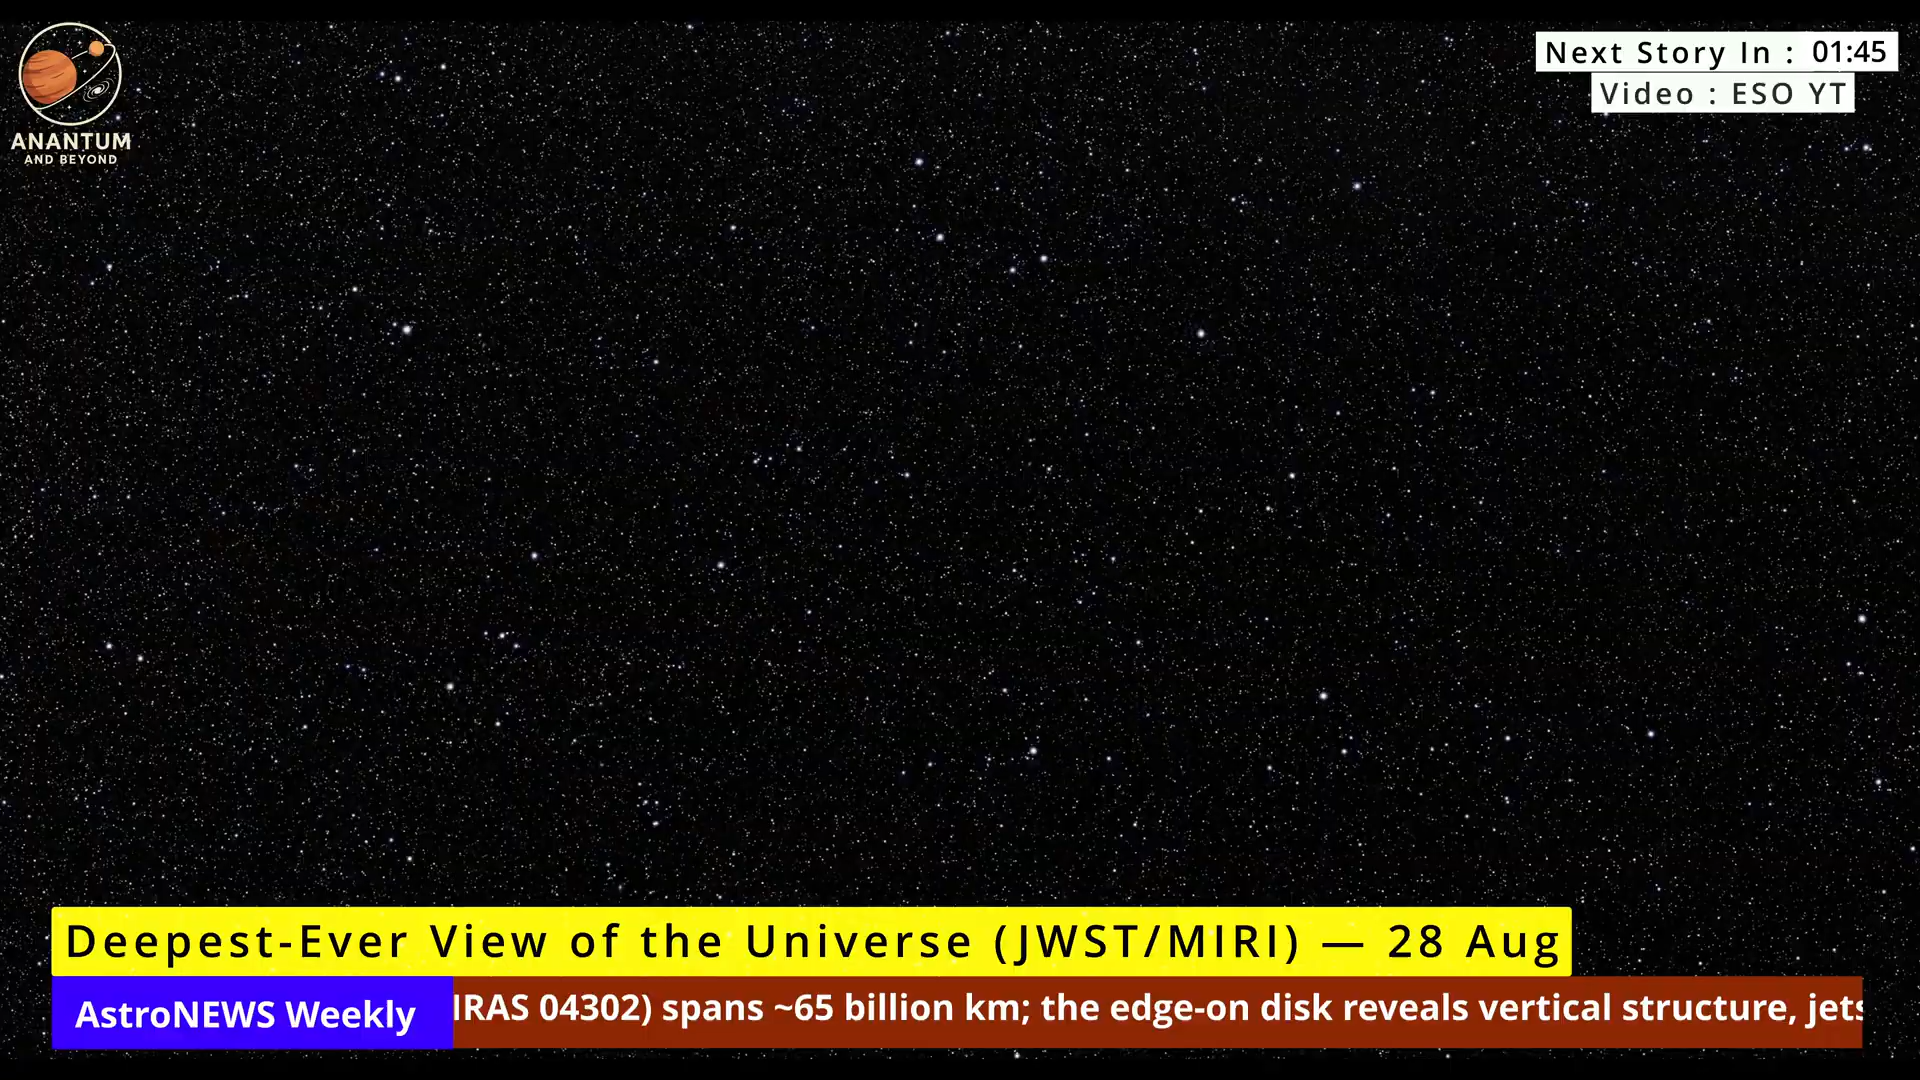 ANANTUM
AND BEYOND
Next Story In : 01:45
Video : ESO YT
Deepest-Ever View of the Universe (JWST/MIRI) — 28 Aug
AstroNEWS Weekly
IRAS 04302) spans ~65 billion km; the edge-on disk reveals vertical structure, jets